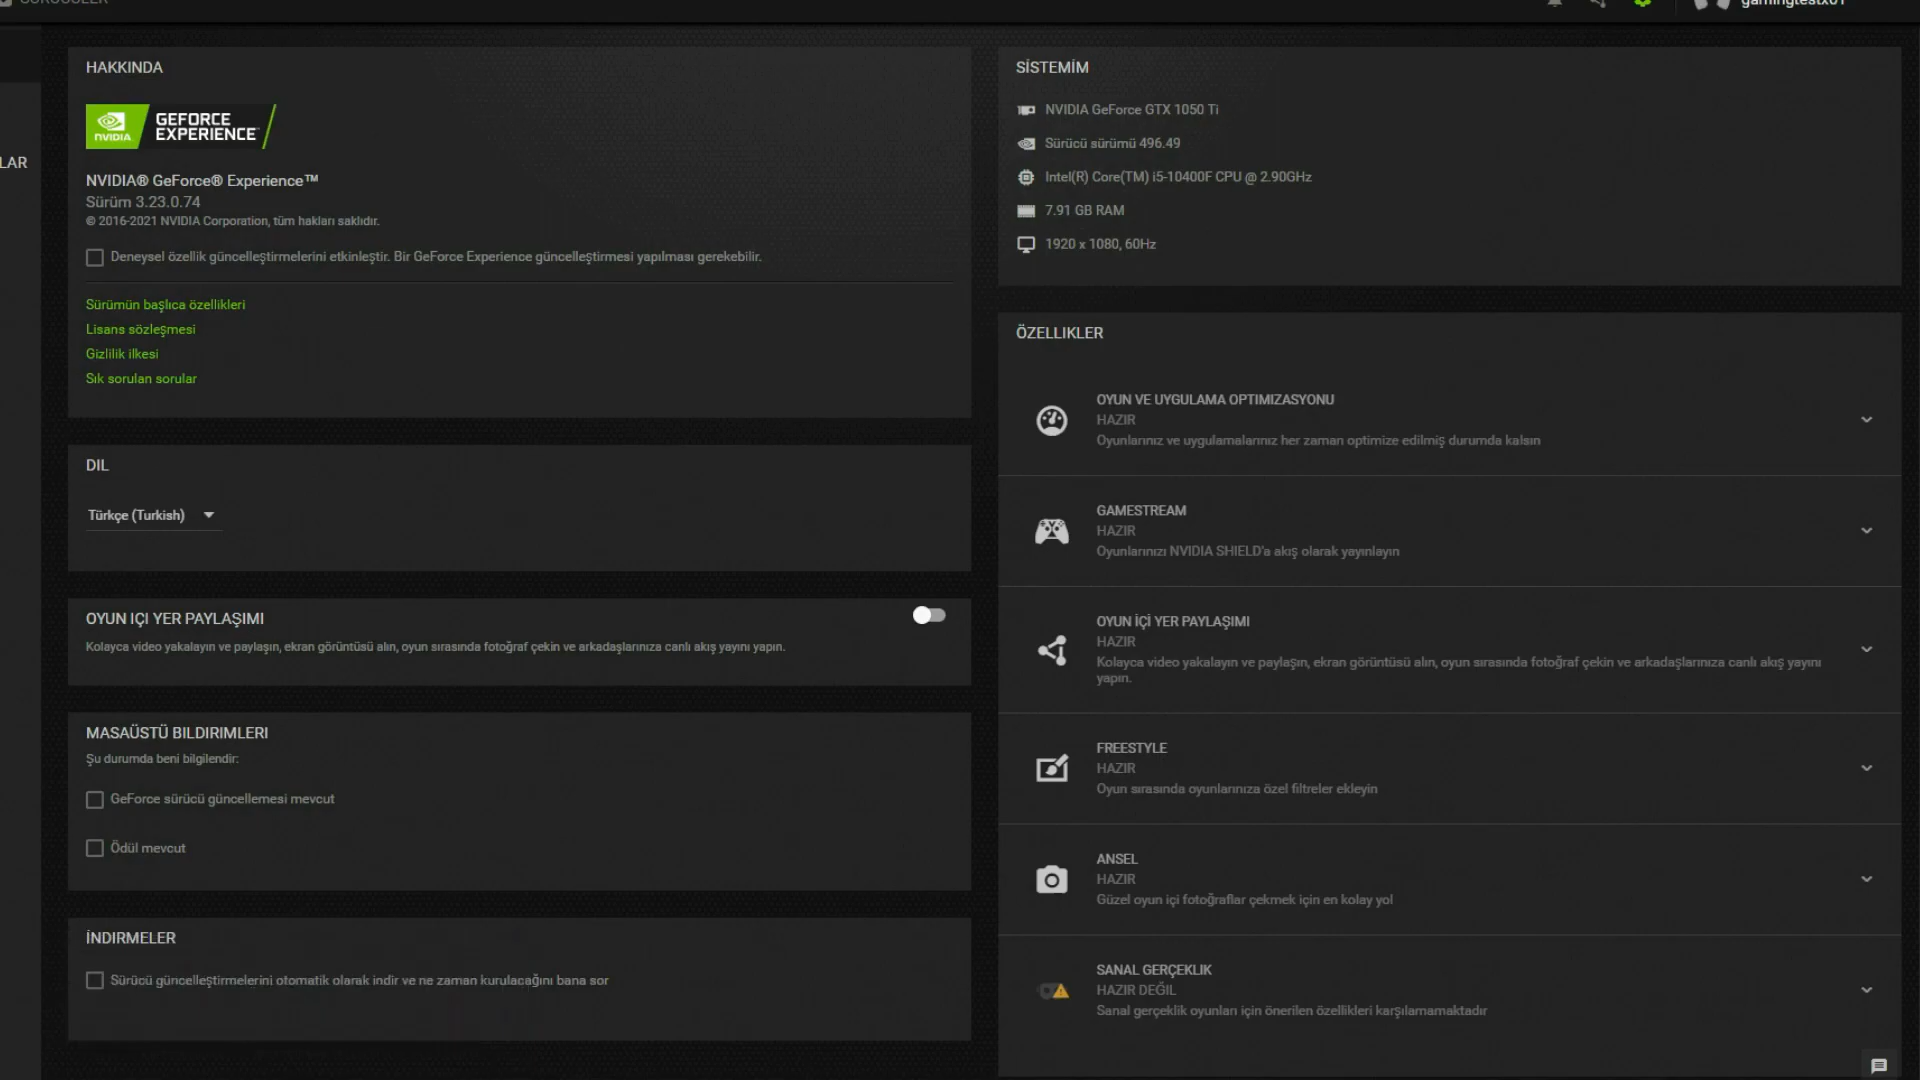 gamingtestx01
LAR
HAKKINDA
NVIDIA
GEFORCE
EXPERIENCE
NVIDIA® GeForce® Experience™
Sürüm 3.23.0.74
© 2016-2021 NVIDIA Corporation, tüm hakları saklıdır.
Deneysel özellik güncelleştirmelerini etkinleştir. Bir GeForce Experience güncelleştirmesi yapılması gerekebilir.
Sürümün başlıca özellikleri
Lisans sözleşmesi
Gizlilik ilkesi
Sık sorulan sorular
DIL
Türkçe (Turkish)
OYUN IÇI YER PAYLAŞIMI
Kolayca video yakalayın ve paylaşın, ekran görüntüsü alın, oyun sırasında fotoğraf çekin ve arkadaşlarınıza canlı akış yayını yapın.
MASAÜSTÜ BILDIRIMLERI
Şu durumda beni bilgilendir:
GeForce sürücü güncellemesi mevcut
Ödül mevcut
İNDIRMELER
Sürücü güncelleştirmelerini otomatik olarak indir ve ne zaman kurulacağını bana sor
SİSTEMİM
NVIDIA GeForce GTX 1050 Ti
Sürücü sürümü 496.49
Intel(R) Core(TM) i5-10400F CPU @ 2.90GHz
7.91 GB RAM
1920 x 1080, 60Hz
ÖZELLIKLER
OYUN VE UYGULAMA OPTIMIZASYONU
HAZIR
Oyunlarınız ve uygulamalarınız her zaman optimize edilmiş durumda kalsın
GAMESTREAM
HAZIR
Oyunlarınızı NVIDIA SHIELD'a akış olarak yayınlayın
OYUN İÇİ YER PAYLAŞIMI
HAZIR
Kolayca video yakalayın ve paylaşın, ekran görüntüsü alın, oyun sırasında fotoğraf çekin ve arkadaşlarınıza canlı akış yayını
yapın.
FREESTYLE
HAZIR
Oyun sırasında oyunlarınıza özel filtreler ekleyin
ANSEL
HAZIR
Güzel oyun içi fotoğraflar çekmek için en kolay yol
SANAL GERÇEKLIK
HAZIR DEĞIL
Sanal gerçeklik oyunları için önerilen özellikleri karşılamamaktadır